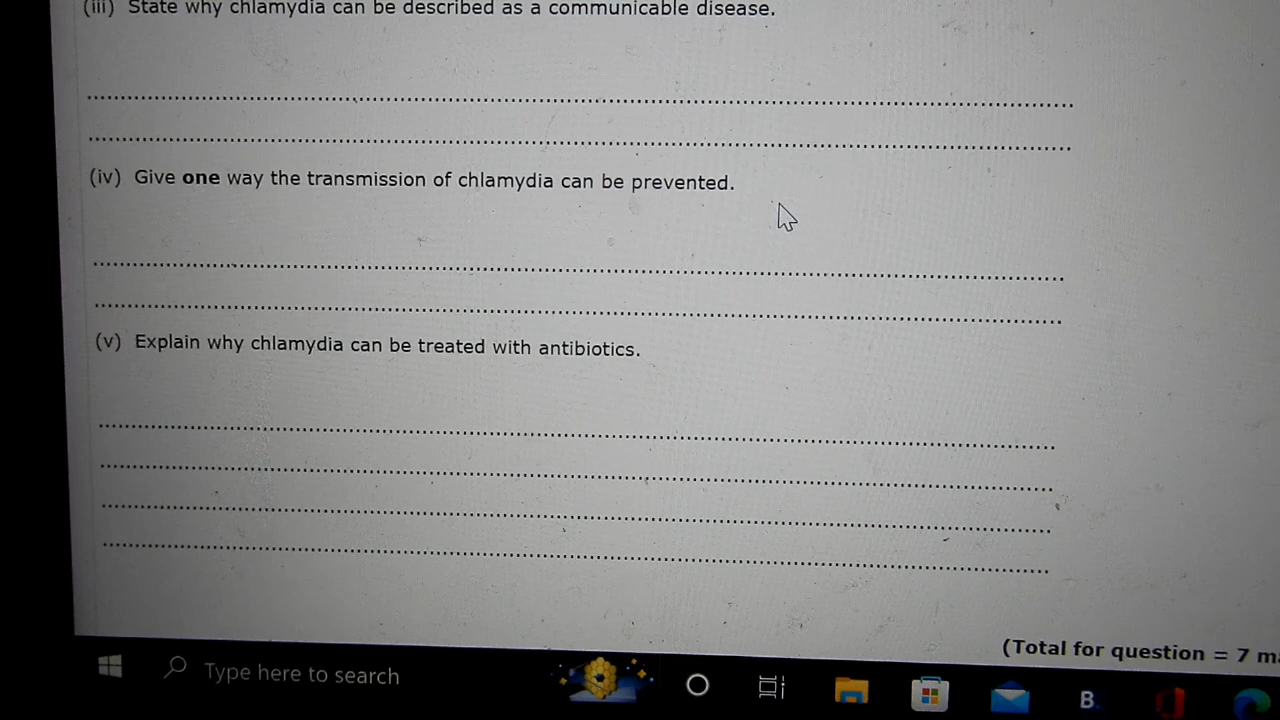 (iii) State why chlamydia can be described as a communicable disease.
(iv) Give one way the transmission of chlamydia can be prevented.
(v) Explain why chlamydia can be treated with antibiotics.
(Total for question = 7 m
Type here to search
B